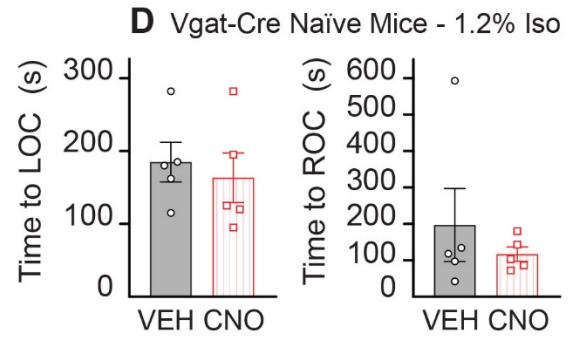 D Vgat-Cre Naïve Mice - 1.2% Iso
Time to LOC (s)
300
200
100
0
VEH CNO
Time to ROC (s)
600
500
400
300
200
100
0
VEH CNO